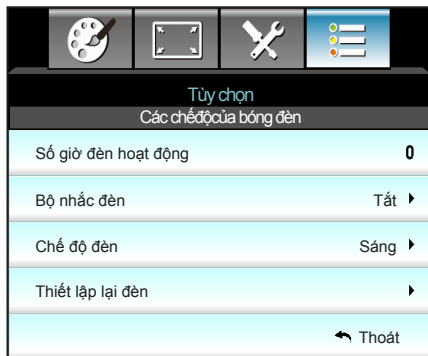 Tùy chọn
Các chếđộcủa bóng đèn
Số giờ đèn hoạt động 0
Bộ nhắc đèn Tắt
Chế độ đèn Sáng
Thiết lập lại đèn
Thoát